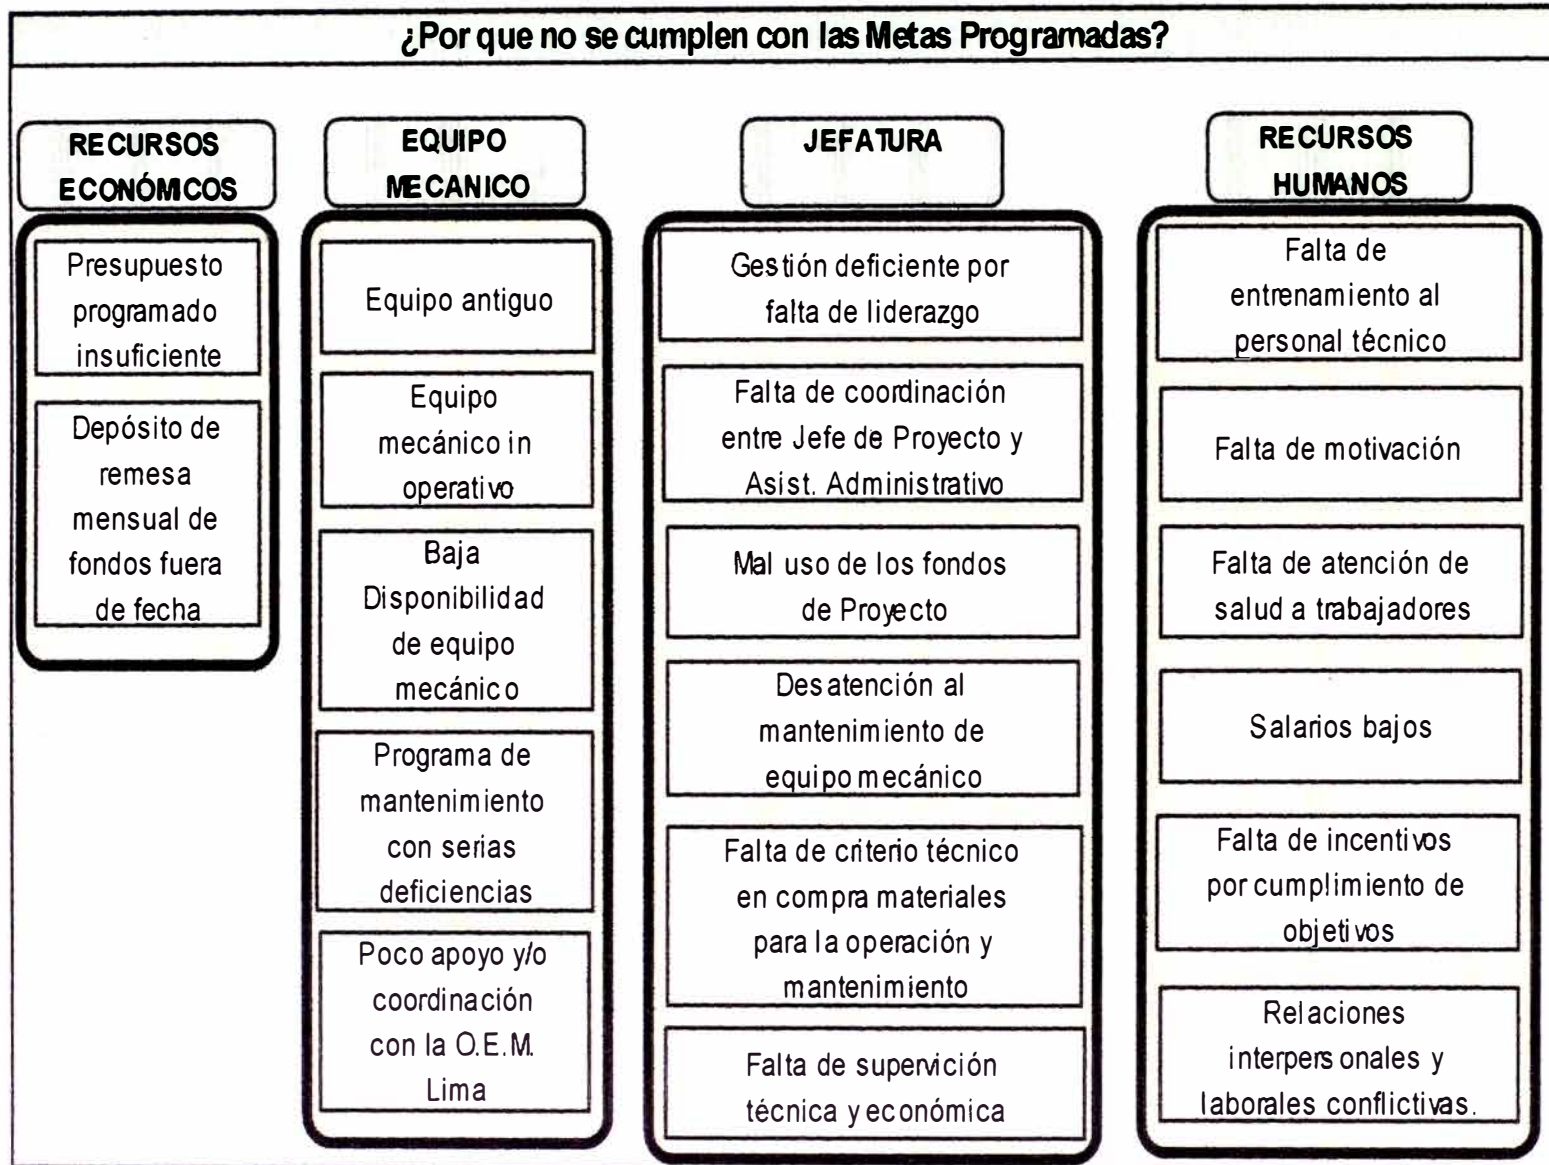 ¿Por que no se cumplen con las Metas Programadas?
RECURSOS
ECONÓMICOS
Presupuesto
programado
insuficiente
Depósito de
remesa
mensual de
fondos fuera
de fecha
EQUIPO
MECANICO
Equipo antiguo
Equipo
mecánico in
operativo
Baja
Disponibilidad
de equipo
mecánico
Programa de
mantenimiento
con serias
deficiencias
Poco apoyo y/o
coordinación
con la O.E.M.
Lima
JEFATURA
Gestión deficiente por
falta de liderazgo
Falta de coordinación
entre Jefe de Proyecto y
Asist. Administrativo
Mal uso de los fondos
de Proyecto
Desatención al
mantenimiento de
equipo mecánico
Falta de criterio técnico
en compra materiales
para la operación y
mantenimiento
Falta de supervición
técnica y económica
RECURSOS
HUMANOS
Falta de
entrenamiento al
personal técnico
Falta de motivación
Falta de atención de
salud a trabajadores
Salarios bajos
Falta de incentivos
por cumplimiento de
objetivos
Relaciones
interpersonales y
laborales conflictivas.